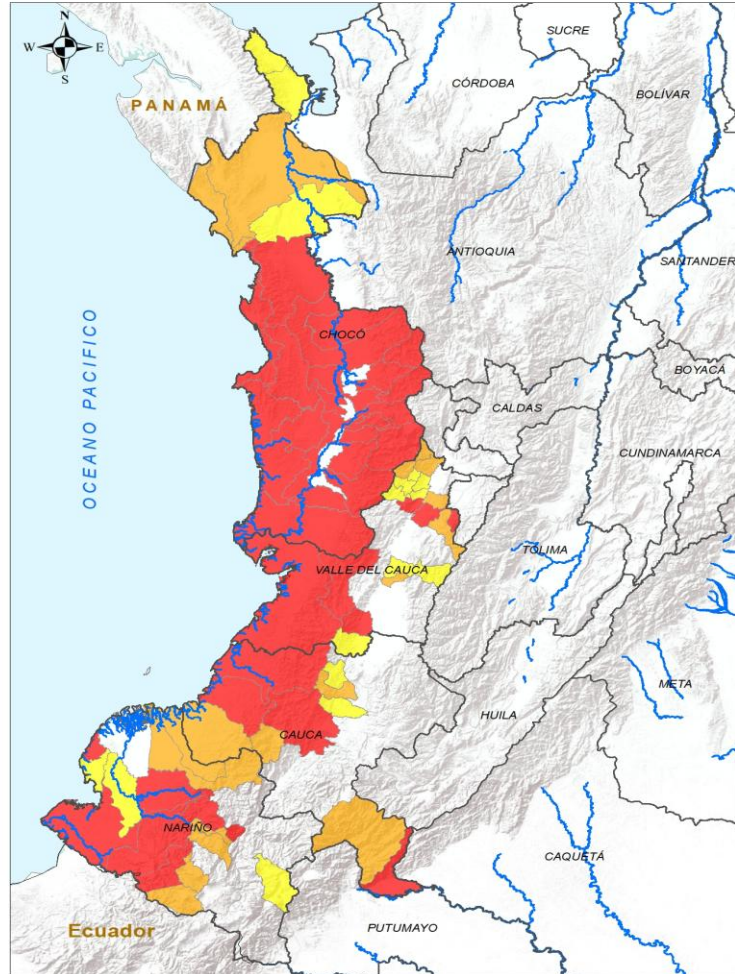 N
W E
S
SUCRE
CÓRDOBA
BOLÍVAR
PANAMÁ
ANTIOQUIA
SANTANDER
OCEANO PACIFICO
CHOCÓ
BOYACÁ
CALDAS
CUNDINAMARCA
TOLIMA
VALLE DEL CAUCA
META
HUILA
CAUCA
NARIÑO
CAQUETÁ
PUTUMAYO
Ecuador